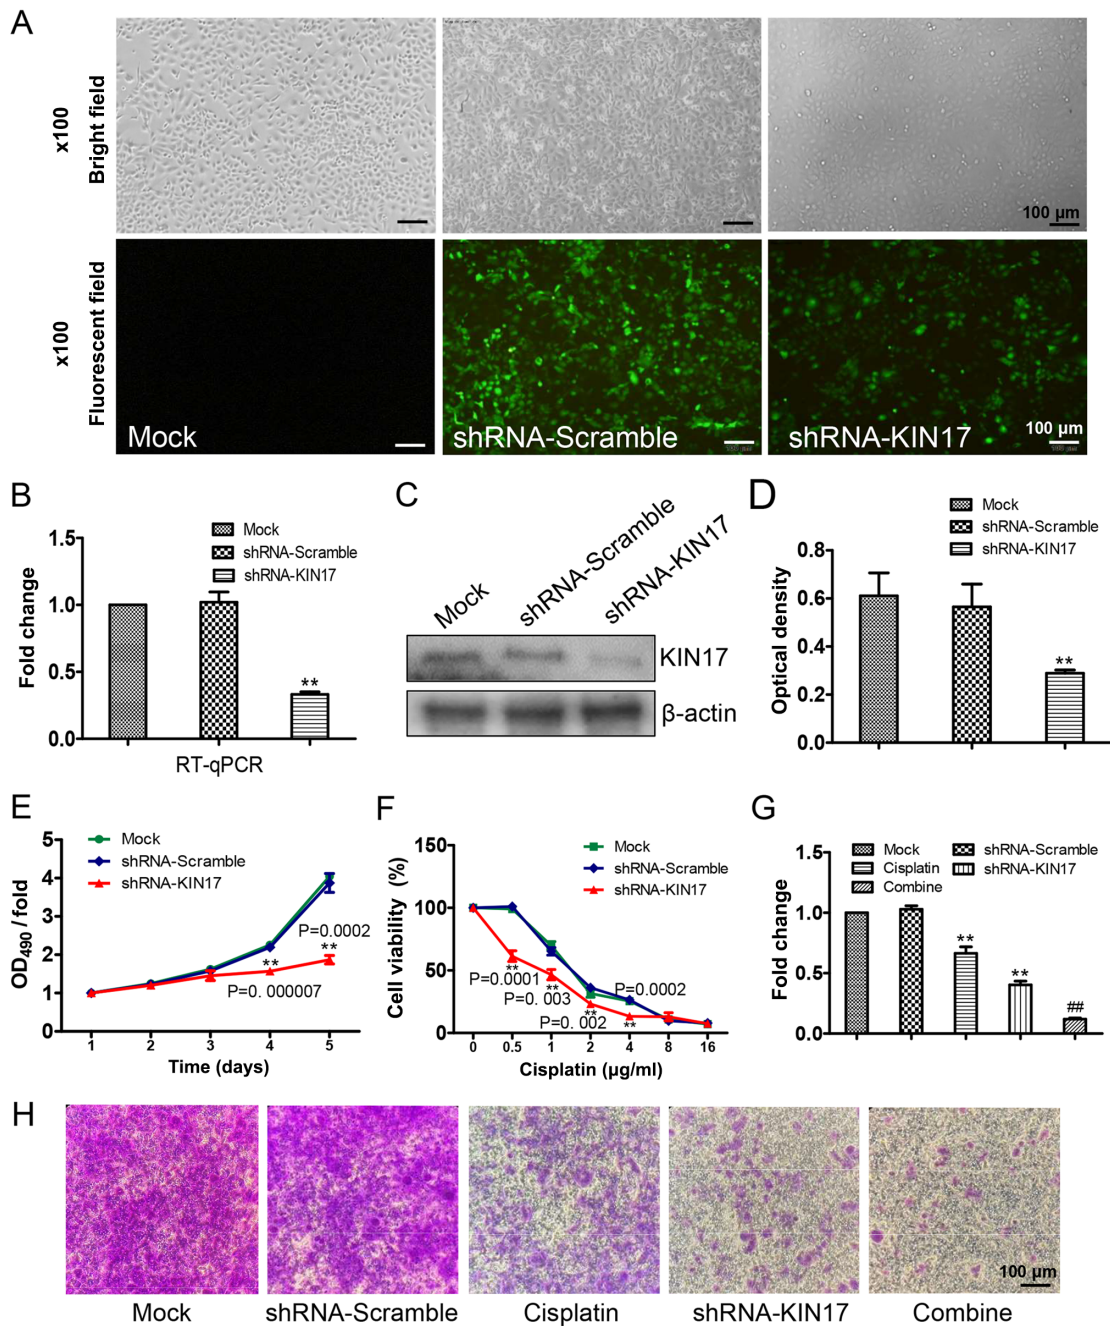 A
x100
Bright field
100 µm
x100
Fluorescent field
Mock
shRNA-Scramble
shRNA-KIN17
100 µm
B
Mock
shRNA-Scramble
shRNA-KIN17
Fold change
1.5
1.0
0.5
0.0
**
RT-qPCR
C
Mock
shRNA-Scramble
shRNA-KIN17
KIN17
β-actin
D
Mock
shRNA-Scramble
shRNA-KIN17
Optical density
0.8
0.6
0.4
0.2
0.0
**
E
Mock
shRNA-Scramble
shRNA-KIN17
OD490 / fold
5
4
3
2
1
0
P=0.0002
**
**
P=0. 000007
1 2 3 4 5
Time (days)
F
Mock
shRNA-Scramble
shRNA-KIN17
Cell viability (%)
150
100
50
0
**
P=0.0001
**
P=0. 003
**
P=0. 002
P=0.0002
**
0 0.5 1 2 4 8 16
Cisplatin (µg/ml)
G
Mock
shRNA-Scramble
Cisplatin
shRNA-KIN17
Combine
Fold change
1.5
1.0
0.5
0.0
**
**
##
H
100 µm
Mock
shRNA-Scramble
Cisplatin
shRNA-KIN17
Combine